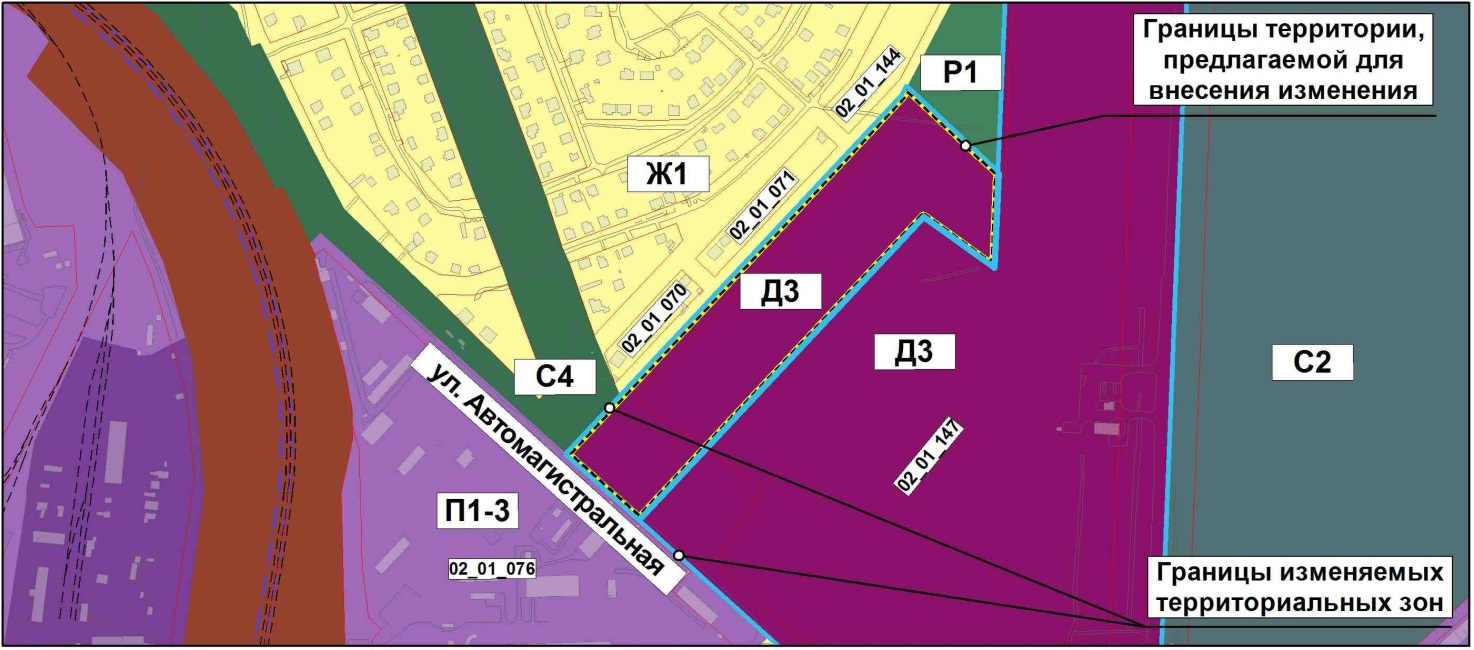 Границы территории,
предлагаемой для
внесения изменения
Р1
02_01_144
Ж1
02_01_071
Д3
02_01_070
Д3
С2
С4
ул. Автомагистральная
02_01_147
П1-3
02_01_076
Границы изменяемых
территориальных зон